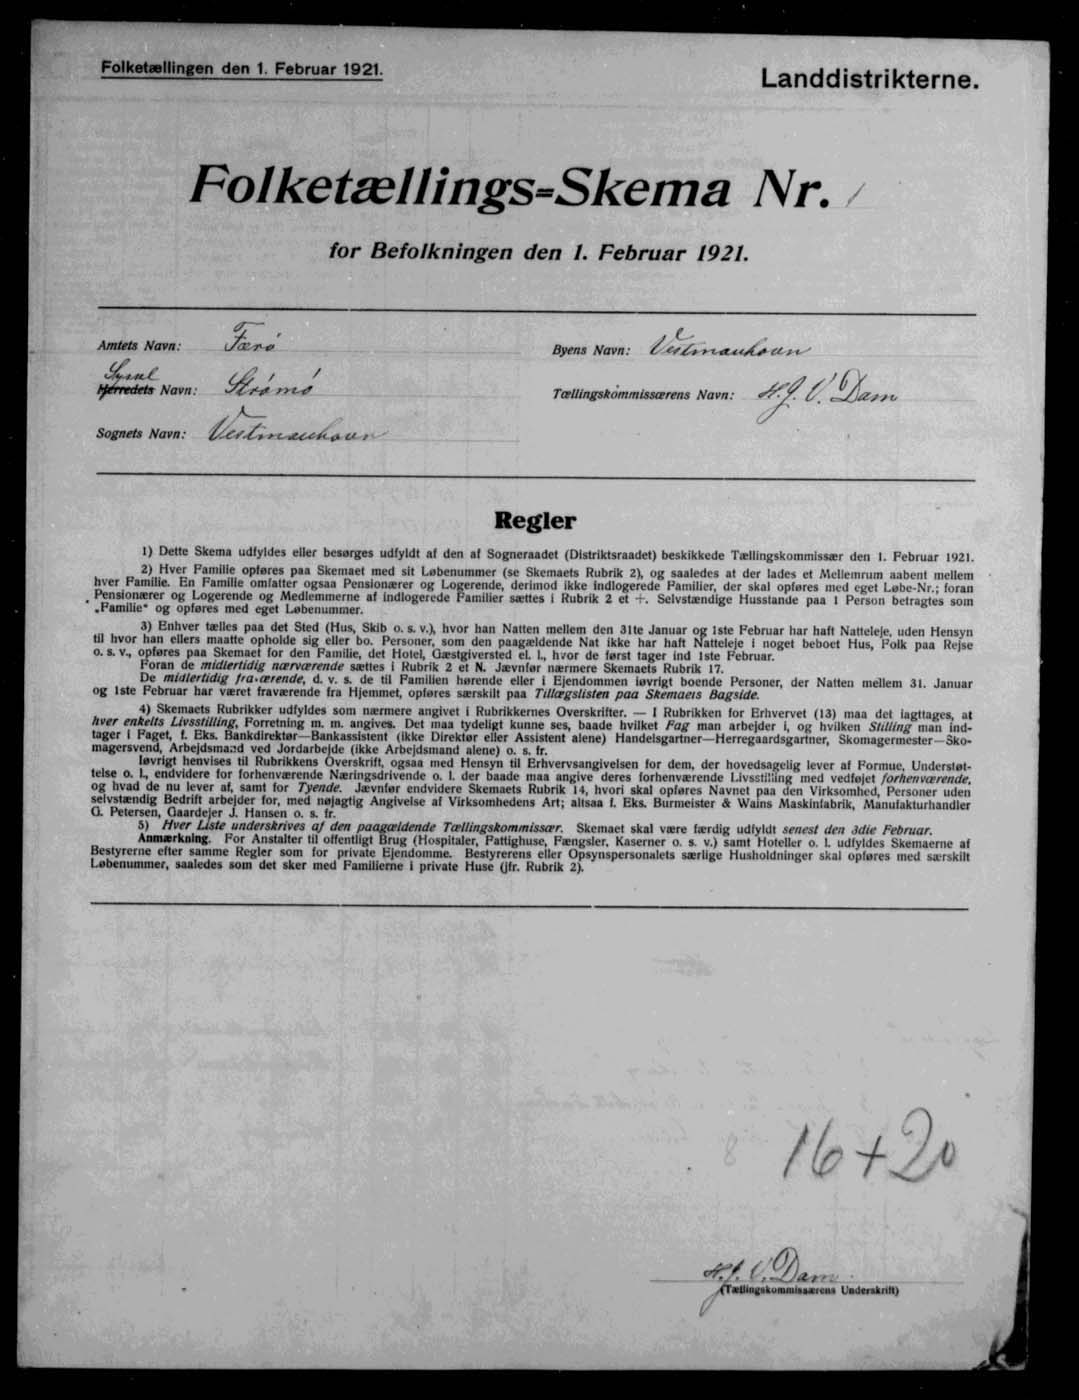 Folketællingen den 1. Februar 1921.
Landdistrikterne.
Folketællings=Skema Nr. 1
for Befolkningen den 1. Februar 1921.
Amtets Navn: Færø
Byens Navn: Vestmanhavn
Syssel
Herredets Navn: Strømø
Tællingskommissærens Navn: H. J. V. Dam
Sognets Navn: Vestmanhavn
Regler
1) Dette Skema udfyldes eller besørges udfyldt af den af Sogneraadet (Distriktsraadet) beskikkede Tællingskommissær den 1. Februar 1921.
2) Hver Familie opføres paa Skemaet med sit Løbenummer (se Skemaets Rubrik 2), og saaledes at der lades et Mellemrum aabent mellem
hver Familie. En Familie omfatter ogsaa Pensionærer og Logerende, derimod ikke indlogerede Familier, der skal opføres med eget Løbe-Nr.; foran
Pensionærer og Logerende og Medlemmerne af indlogerede Familier sættes i Rubrik 2 et +. Selvstændige Husstande paa 1 Person betragtes som
„Familie“ og opføres med eget Løbenummer.
3) Enhver tælles paa det Sted (Hus, Skib o. s. v.), hvor han Natten mellem den 31te Januar og 1ste Februar har haft Natteleje, uden Hensyn
til hvor han ellers maatte opholde sig eller bo. Personer, som den paagældende Nat ikke har haft Natteleje i noget beboet Hus, Folk paa Rejse
o. s. v., opføres paa Skemaet for den Familie, det Hotel, Gæstgiversted el. l., hvor de først tager ind 1ste Februar.
Foran de midlertidig nærværende sættes i Rubrik 2 et N. Jævnfør nærmere Skemaets Rubrik 17.
De midlertidig fraværende, d. v. s. de til Familien hørende eller i Ejendommen iøvrigt boende Personer, der Natten mellem 31. Januar
og 1ste Februar har været fraværende fra Hjemmet, opføres særskilt paa Tillægslisten paa Skemaets Bagside.
4) Skemaets Rubrikker udfyldes som nærmere angivet i Rubrikkernes Overskrifter. — I Rubrikken for Erhvervet (13) maa det iagttages, at
hver enkelts Livsstilling, Forretning m. m. angives. Det maa tydeligt kunne ses, baade hvilket Fag man arbejder i, og hvilken Stilling man ind-
tager i Faget, f. Eks. Bankdirektør—Bankassistent (ikke Direktør eller Assistent alene) Handelsgartner—Herregaardsgartner, Skomagermester—Sko-
magersvend, Arbejdsmand ved Jordarbejde (ikke Arbejdsmand alene) o. s. fr.
Iøvrigt henvises til Rubrikkens Overskrift, ogsaa med Hensyn til Erhvervsangivelsen for dem, der hovedsagelig lever af Formue, Understøt-
telse o. l., endvidere for forhenværende Næringsdrivende o. l. der baade maa angive deres forhenværende Livsstilling med vedføjet forhenværende,
og hvad de nu lever af, samt for Tyende. Jævnfør endvidere Skemaets Rubrik 14, hvori skal opføres Navnet paa den Virksomhed, Personer uden
selvstændig Bedrift arbejder for, med nøjagtig Angivelse af Virksomhedens Art; altsaa f. Eks. Burmeister & Wains Maskinfabrik, Manufakturhandler
G. Petersen, Gaardejer J. Hansen o. s. fr.
5) Hver Liste underskrives af den paagældende Tællingskommissær. Skemaet skal være færdig udfyldt senest den 3die Februar.
Anmærkning. For Anstalter til offentligt Brug (Hospitaler, Fattighuse, Fængsler, Kaserner o. s. v.) samt Hoteller o. l. udfyldes Skemaerne af
Bestyrerne efter samme Regler som for private Ejendomme. Bestyrerens eller Opsynspersonalets særlige Husholdninger skal opføres med særskilt
Løbenummer, saaledes som det sker med Familierne i private Huse (jfr. Rubrik 2).
16+20
H. J. V. Dam
(Tællingskommissærens Underskrift)